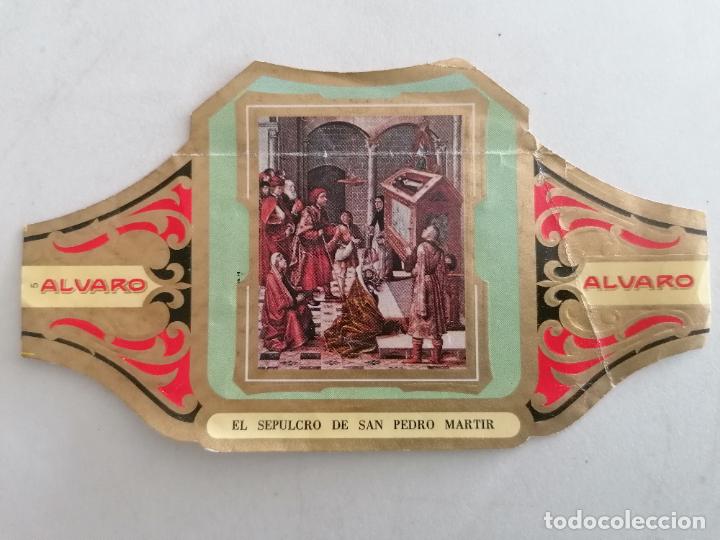 5 ALVARO
ALVARO
EL SEPULCRO DE SAN PEDRO MARTIR
todocoleccion